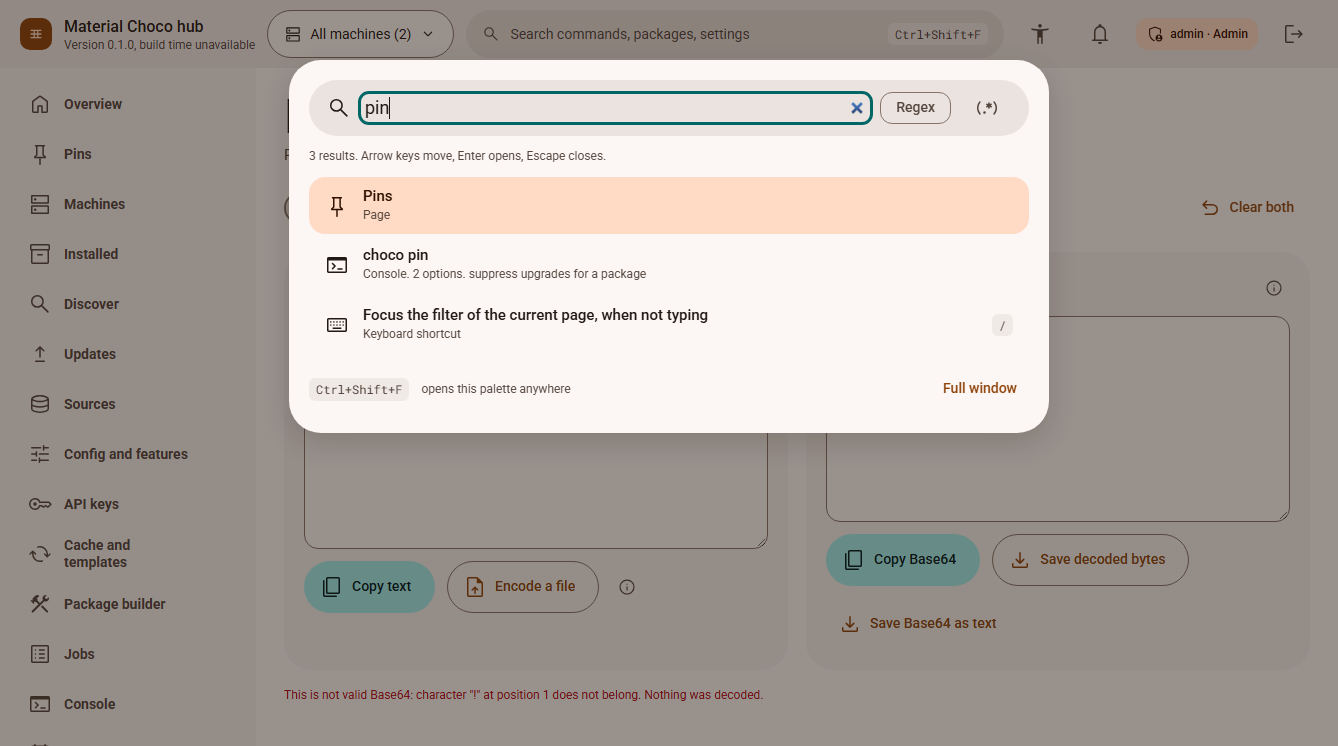 Material Choco hub
Version 0.1.0, build time unavailable
All machines (2)
Search commands, packages, settings
Ctrl+Shift+F
admin · Admin
Overview
Pins
Machines
Installed
Discover
Updates
Sources
Config and features
API keys
Cache and
templates
Package builder
Jobs
Console
pin
Regex
(.*)
3 results. Arrow keys move, Enter opens, Escape closes.
Pins
Page
choco pin
Console. 2 options. suppress upgrades for a package
Focus the filter of the current page, when not typing
Keyboard shortcut
/
Ctrl+Shift+F
opens this palette anywhere
Full window
Clear both
Copy text
Encode a file
Copy Base64
Save decoded bytes
Save Base64 as text
This is not valid Base64: character "!" at position 1 does not belong. Nothing was decoded.